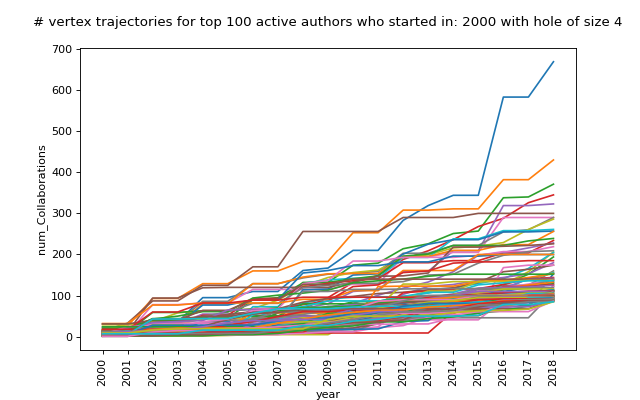 # vertex trajectories for top 100 active authors who started in: 2000 with hole of size 4
700
600
500
400
300
200
100
0
num_Collaborations
2000 2001 2002 2003 2004 2005 2006 2007 2008 2009 2010 2011 2012 2013 2014 2015 2016 2017 2018
year